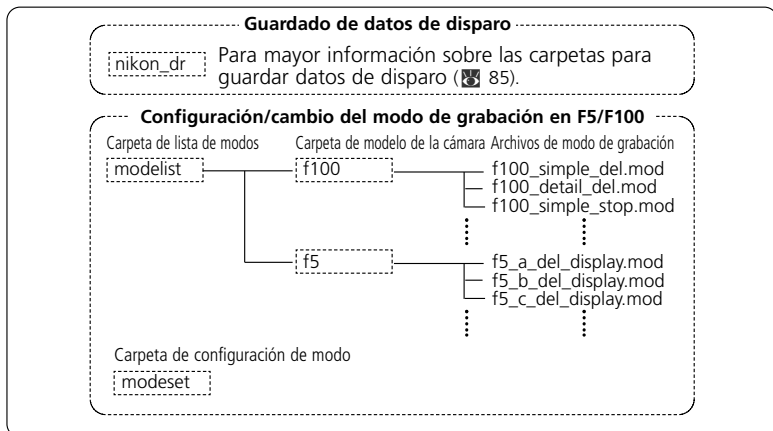 Guardado de datos de disparo
nikon_dr
Para mayor información sobre las carpetas para
guardar datos de disparo ( 85).
Configuración/cambio del modo de grabación en F5/F100
Carpeta de lista de modos
Carpeta de modelo de la cámara
Archivos de modo de grabación
modelist
f100
f100_simple_del.mod
f100_detail_del.mod
f100_simple_stop.mod
f5
f5_a_del_display.mod
f5_b_del_display.mod
f5_c_del_display.mod
Carpeta de configuración de modo
modeset